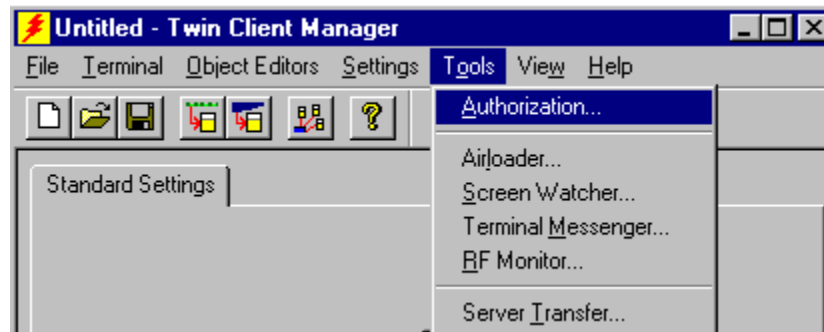 Untitled - Twin Client Manager
File Terminal Object Editors Settings Tools View Help
Authorization...
Airloader...
Standard Settings
Screen Watcher...
Terminal Messenger...
RF Monitor...
Server Transfer...